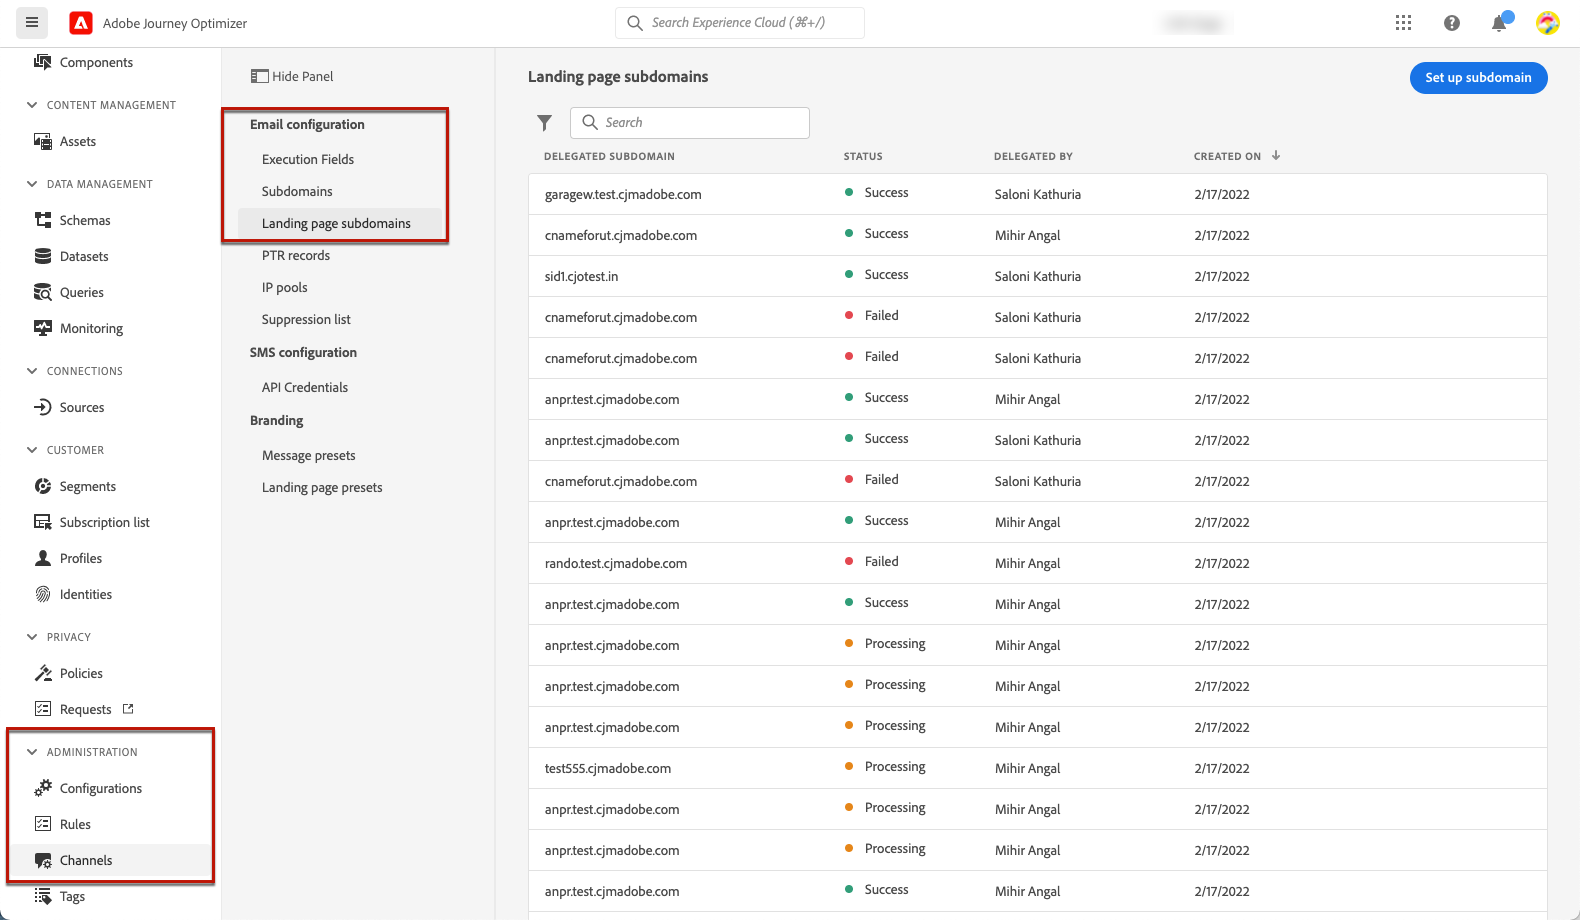 Adobe Journey Optimizer
Search Experience Cloud (⌘+/)
Components
CONTENT MANAGEMENT
Assets
DATA MANAGEMENT
Schemas
Datasets
Queries
Monitoring
CONNECTIONS
Sources
CUSTOMER
Segments
Subscription list
Profiles
Identities
PRIVACY
Policies
Requests
ADMINISTRATION
Configurations
Rules
Channels
Tags
Hide Panel
Email configuration
Execution Fields
Subdomains
Landing page subdomains
PTR records
IP pools
Suppression list
SMS configuration
API Credentials
Branding
Message presets
Landing page presets
Landing page subdomains
Set up subdomain
Search
DELEGATED SUBDOMAIN STATUS DELEGATED BY CREATED ON
garagew.test.cjmadobe.com Success Saloni Kathuria 2/17/2022
cnameforut.cjmadobe.com Success Mihir Angal 2/17/2022
sid1.cjotest.in Success Saloni Kathuria 2/17/2022
cnameforut.cjmadobe.com Failed Saloni Kathuria 2/17/2022
cnameforut.cjmadobe.com Failed Saloni Kathuria 2/17/2022
anpr.test.cjmadobe.com Success Mihir Angal 2/17/2022
anpr.test.cjmadobe.com Success Saloni Kathuria 2/17/2022
cnameforut.cjmadobe.com Failed Saloni Kathuria 2/17/2022
anpr.test.cjmadobe.com Success Mihir Angal 2/17/2022
rando.test.cjmadobe.com Failed Mihir Angal 2/17/2022
anpr.test.cjmadobe.com Success Mihir Angal 2/17/2022
anpr.test.cjmadobe.com Processing Mihir Angal 2/17/2022
anpr.test.cjmadobe.com Processing Mihir Angal 2/17/2022
anpr.test.cjmadobe.com Processing Mihir Angal 2/17/2022
test555.cjmadobe.com Processing Mihir Angal 2/17/2022
anpr.test.cjmadobe.com Processing Mihir Angal 2/17/2022
anpr.test.cjmadobe.com Processing Mihir Angal 2/17/2022
anpr.test.cjmadobe.com Success Mihir Angal 2/17/2022